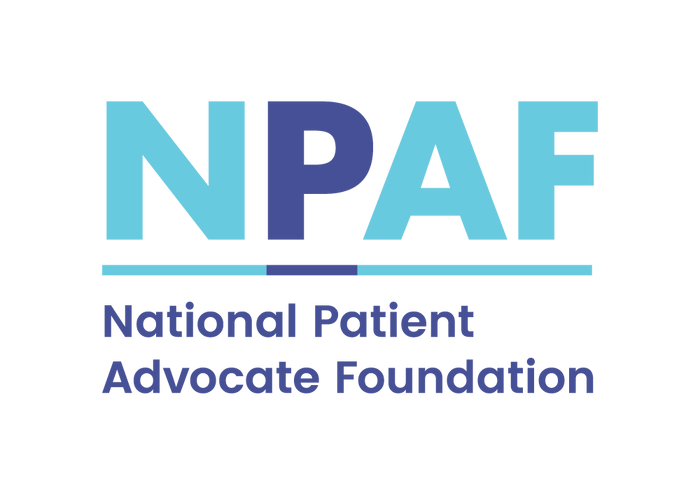 NPAF
National Patient
Advocate Foundation